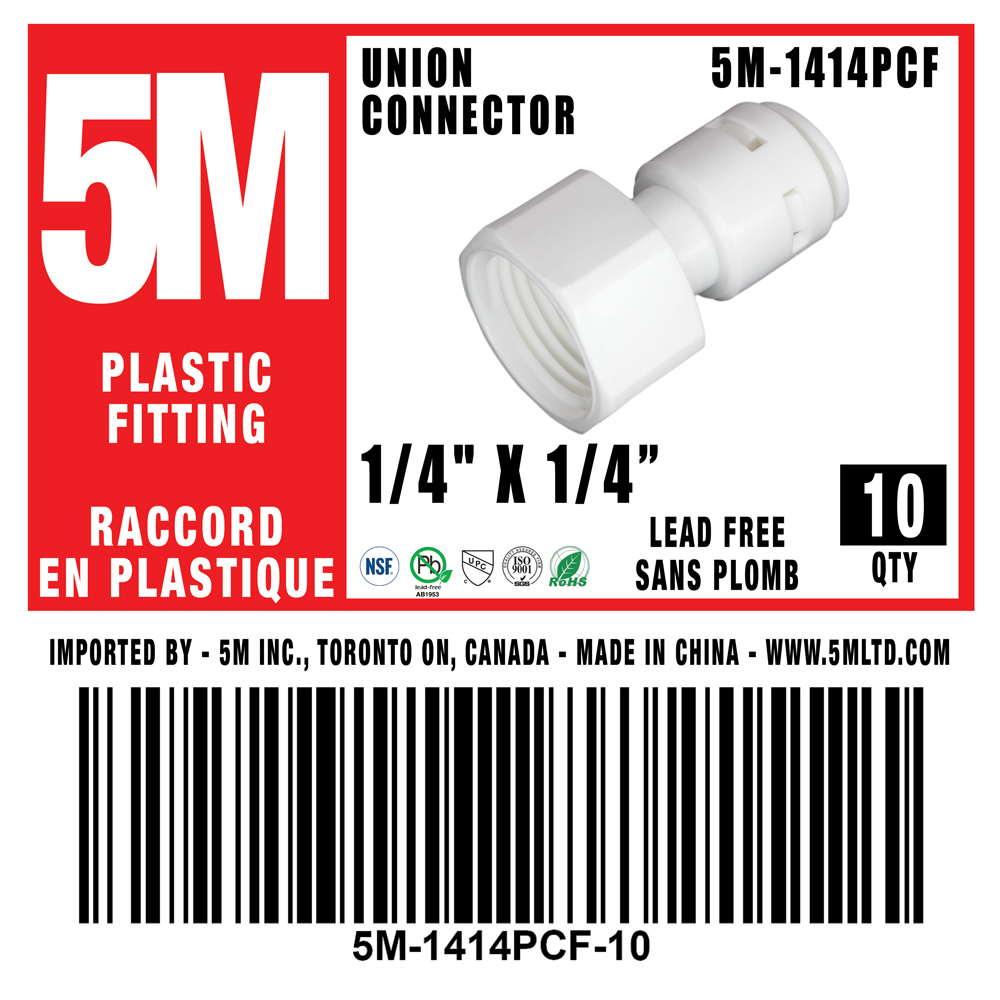 5M
PLASTIC
FITTING
RACCORD
EN PLASTIQUE
UNION
CONNECTOR
5M-1414PCF
1/4" X 1/4”
NSF.
C
Pb
lead-free
AB1953
UPC
C
ISO
9001
SGS
RoHS
LEAD FREE
SANS PLOMB
10
QTY
IMPORTED BY - 5M INC., TORONTO ON, CANADA - MADE IN CHINA - WWW.5MLTD.COM
5M-1414PCF-10